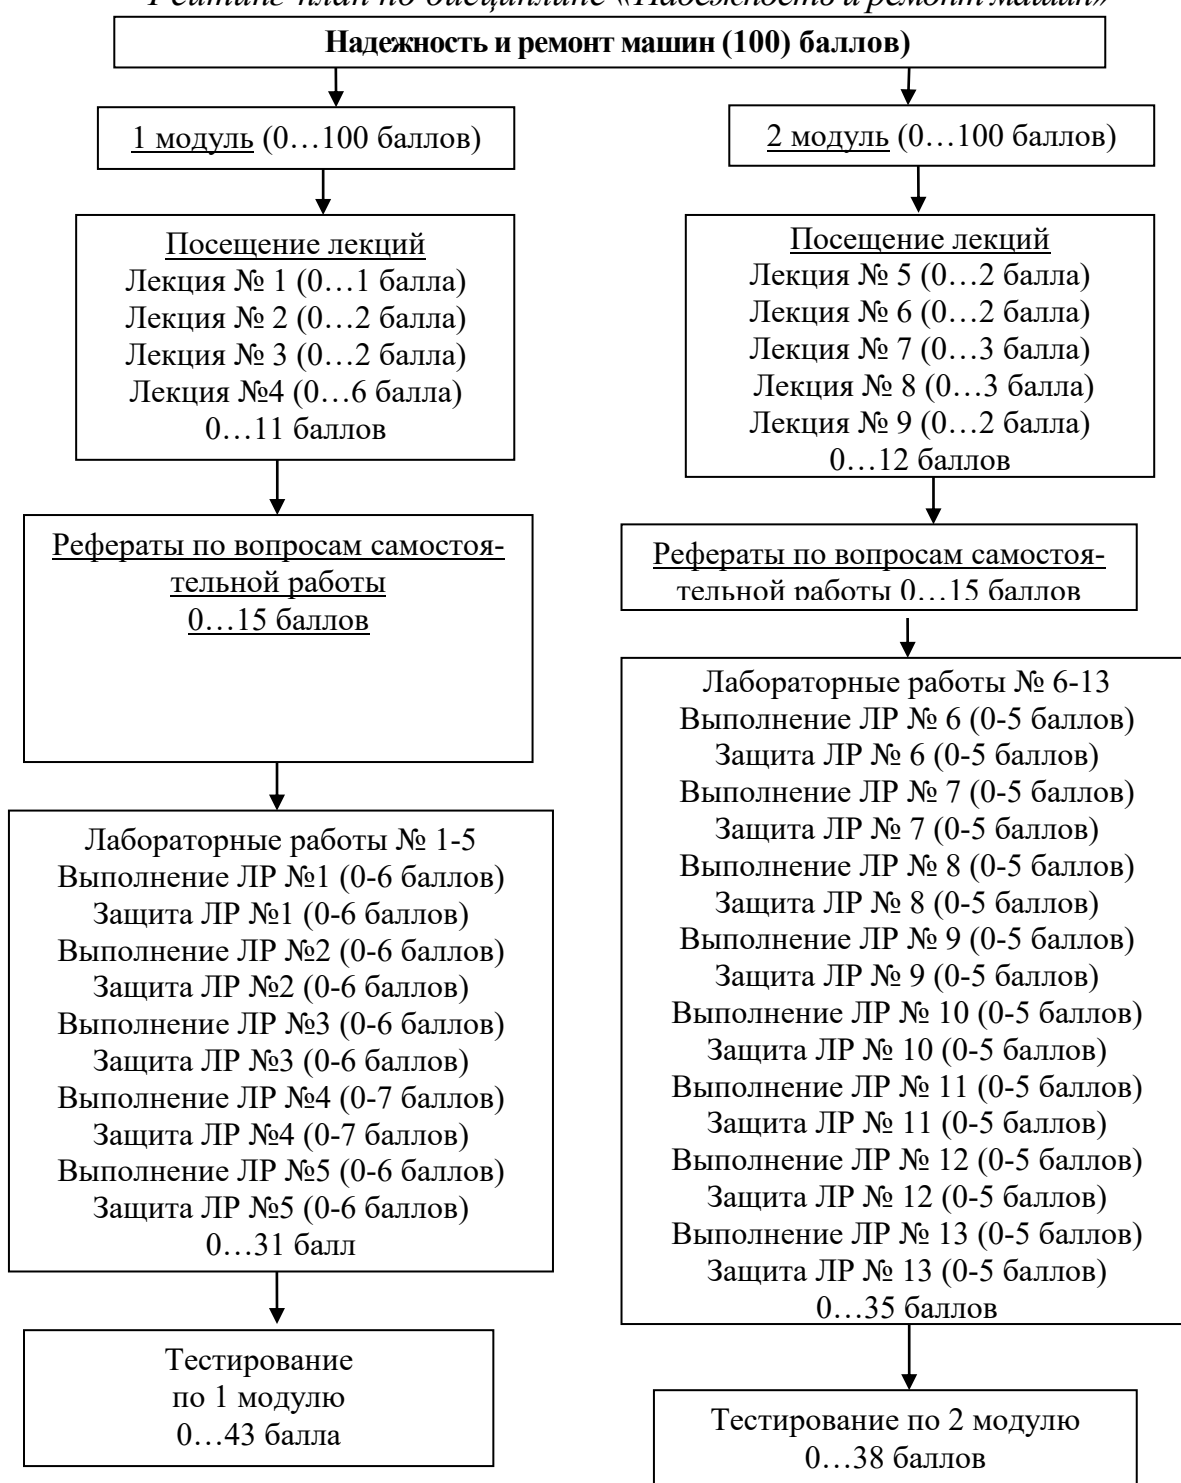 Рейтинг-план по дисциплине «Надежность и ремонт машин»
Надежность и ремонт машин (100) баллов)
1 модуль (0…100 баллов)
Посещение лекций
Лекция № 1 (0…1 балла)
Лекция № 2 (0…2 балла)
Лекция № 3 (0…2 балла)
Лекция №4 (0…6 балла)
0…11 баллов
Рефераты по вопросам самостоя-
тельной работы
0…15 баллов
Лабораторные работы № 1-5
Выполнение ЛР №1 (0-6 баллов)
Защита ЛР №1 (0-6 баллов)
Выполнение ЛР №2 (0-6 баллов)
Защита ЛР №2 (0-6 баллов)
Выполнение ЛР №3 (0-6 баллов)
Защита ЛР №3 (0-6 баллов)
Выполнение ЛР №4 (0-7 баллов)
Защита ЛР №4 (0-7 баллов)
Выполнение ЛР №5 (0-6 баллов)
Защита ЛР №5 (0-6 баллов)
0…31 балл
Тестирование
по 1 модулю
0…43 балла
2 модуль (0…100 баллов)
Посещение лекций
Лекция № 5 (0…2 балла)
Лекция № 6 (0…2 балла)
Лекция № 7 (0…3 балла)
Лекция № 8 (0…3 балла)
Лекция № 9 (0…2 балла)
0…12 баллов
Рефераты по вопросам самостоя-
тельной работы 0…15 баллов
Лабораторные работы № 6-13
Выполнение ЛР № 6 (0-5 баллов)
Защита ЛР № 6 (0-5 баллов)
Выполнение ЛР № 7 (0-5 баллов)
Защита ЛР № 7 (0-5 баллов)
Выполнение ЛР № 8 (0-5 баллов)
Защита ЛР № 8 (0-5 баллов)
Выполнение ЛР № 9 (0-5 баллов)
Защита ЛР № 9 (0-5 баллов)
Выполнение ЛР № 10 (0-5 баллов)
Защита ЛР № 10 (0-5 баллов)
Выполнение ЛР № 11 (0-5 баллов)
Защита ЛР № 11 (0-5 баллов)
Выполнение ЛР № 12 (0-5 баллов)
Защита ЛР № 12 (0-5 баллов)
Выполнение ЛР № 13 (0-5 баллов)
Защита ЛР № 13 (0-5 баллов)
0…35 баллов
Тестирование по 2 модулю
0…38 баллов